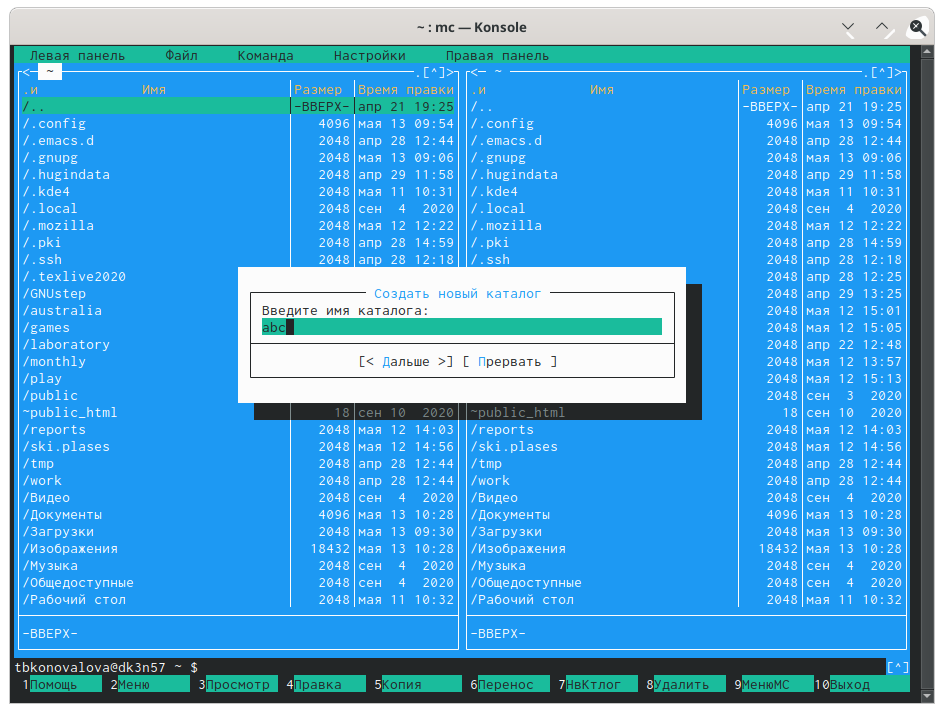 ~ : mc — Konsole
Левая панель Файл Команда Настройки Правая панель
<─ ~ ─.[^]> <─ ~ ─.[^]>
.и Имя Размер Время правки .и Имя Размер Время правки
/.. -ВВЕРХ- апр 21 19:25 /.. -ВВЕРХ- апр 21 19:25
/.config 4096 мая 13 09:54 /.config 4096 мая 13 09:54
/.emacs.d 2048 апр 28 12:44 /.emacs.d 2048 апр 28 12:44
/.gnupg 2048 мая 13 09:06 /.gnupg 2048 мая 13 09:06
/.hugindata 2048 апр 29 11:58 /.hugindata 2048 апр 29 11:58
/.kde4 2048 мая 11 10:31 /.kde4 2048 мая 11 10:31
/.local 2048 сен 4 2020 /.local 2048 сен 4 2020
/.mozilla 2048 мая 12 12:22 /.mozilla 2048 мая 12 12:22
/.pki 2048 апр 28 14:59 /.pki 2048 апр 28 14:59
/.ssh 2048 апр 28 12:18 /.ssh 2048 апр 28 12:18
/.texlive2020 2048 апр 28 12:25
/GNUstep 2048 апр 29 13:25
/australia 2048 мая 12 15:01
/games 2048 мая 12 15:05
/laboratory 2048 апр 22 12:48
/monthly 2048 мая 12 13:57
/play 2048 мая 12 15:13
/public 2048 сен 3 2020
Создать новый каталог
Введите имя каталога:
abc
[< Дальше >] [ Прервать ]
~public_html 18 сен 10 2020 ~public_html 18 сен 10 2020
/reports 2048 мая 12 14:03 /reports 2048 мая 12 14:03
/ski.plases 2048 мая 12 14:56 /ski.plases 2048 мая 12 14:56
/tmp 2048 апр 28 12:44 /tmp 2048 апр 28 12:44
/work 2048 апр 28 12:44 /work 2048 апр 28 12:44
/Видео 2048 сен 4 2020 /Видео 2048 сен 4 2020
/Документы 4096 мая 13 10:28 /Документы 4096 мая 13 10:28
/Загрузки 2048 мая 13 09:30 /Загрузки 2048 мая 13 09:30
/Изображения 18432 мая 13 10:28 /Изображения 18432 мая 13 10:28
/Музыка 2048 сен 4 2020 /Музыка 2048 сен 4 2020
/Общедоступные 2048 сен 4 2020 /Общедоступные 2048 сен 4 2020
/Рабочий стол 2048 мая 11 10:32 /Рабочий стол 2048 мая 11 10:32
-ВВЕРХ- -ВВЕРХ-
tbkonovalova@dk3n57 ~ $ [^]
1Помощь 2Меню 3Просмотр 4Правка 5Копия 6Перенос 7НвКтлог 8Удалить 9МенюМС 10Выход